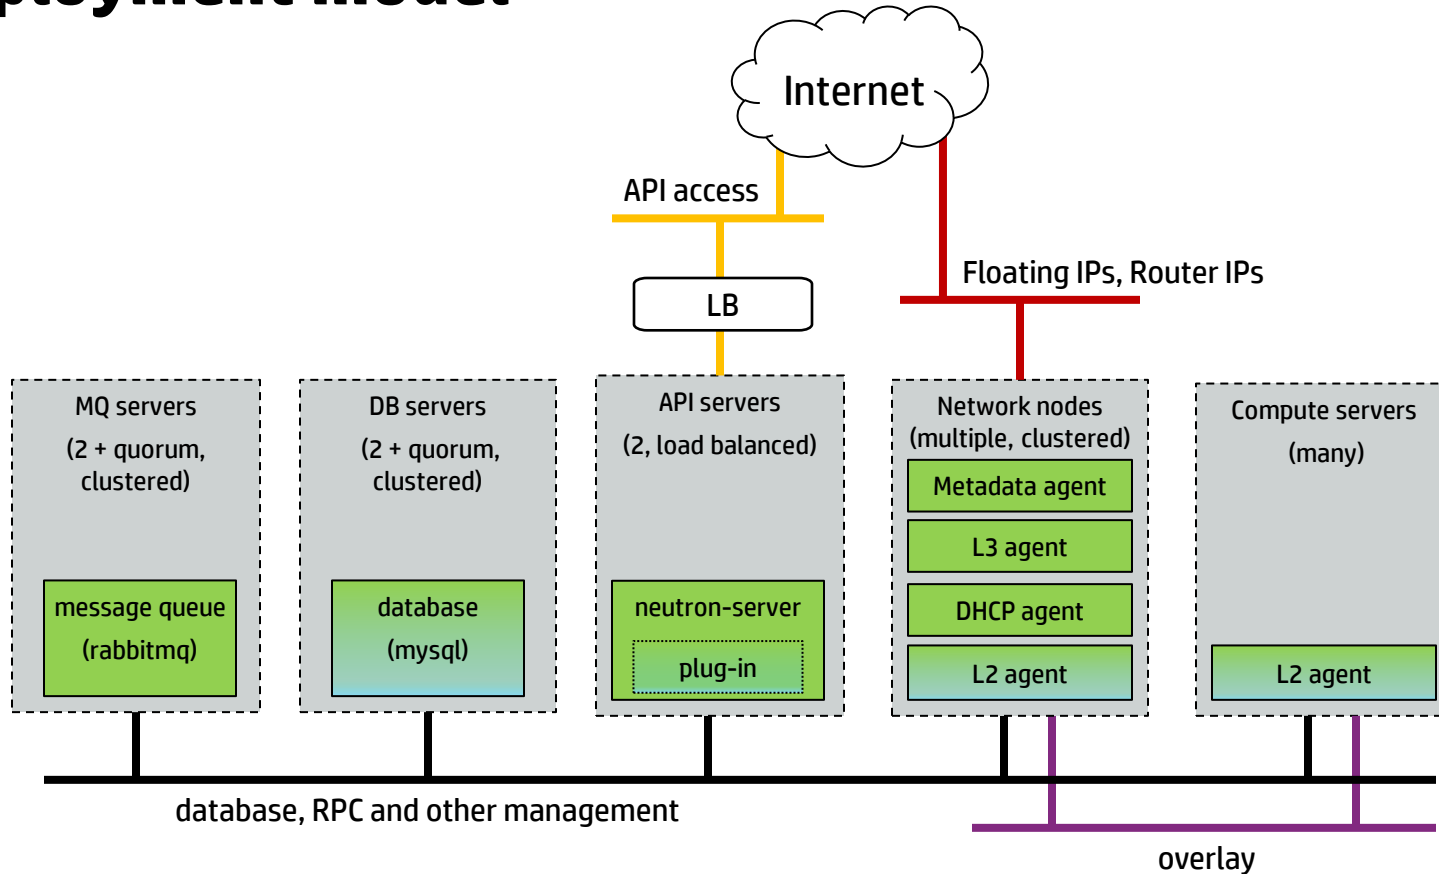 ployment model
Internet
API access
Floating IPs, Router IPs
LB
MQ servers
(2 + quorum,
clustered)
message queue
(rabbitmq)
DB servers
(2 + quorum,
clustered)
database
(mysql)
API servers
(2, load balanced)
neutron-server
plug-in
Network nodes
(multiple, clustered)
Metadata agent
L3 agent
DHCP agent
L2 agent
Compute servers
(many)
L2 agent
database, RPC and other management
overlay